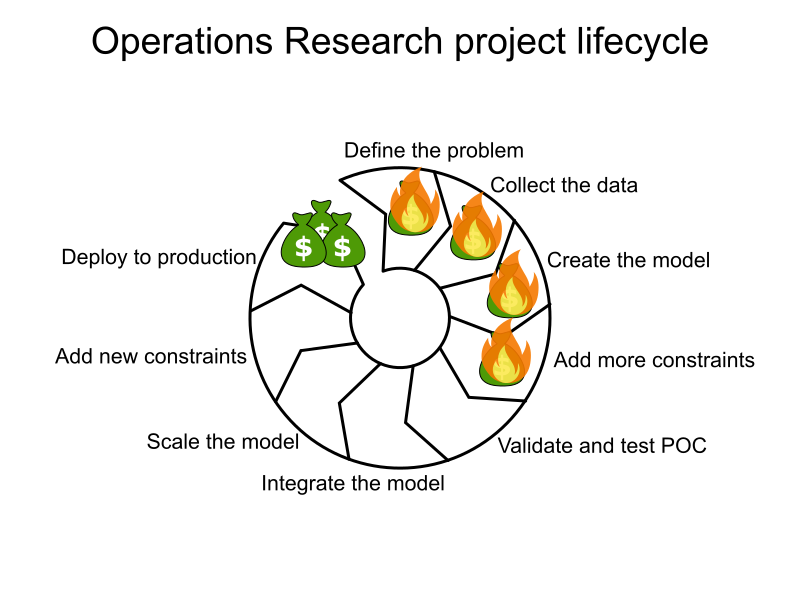 Operations Research project lifecycle
Define the problem
Collect the data
Create the model
Add more constraints
Validate and test POC
Integrate the model
Scale the model
Add new constraints
Deploy to production
$
$
$